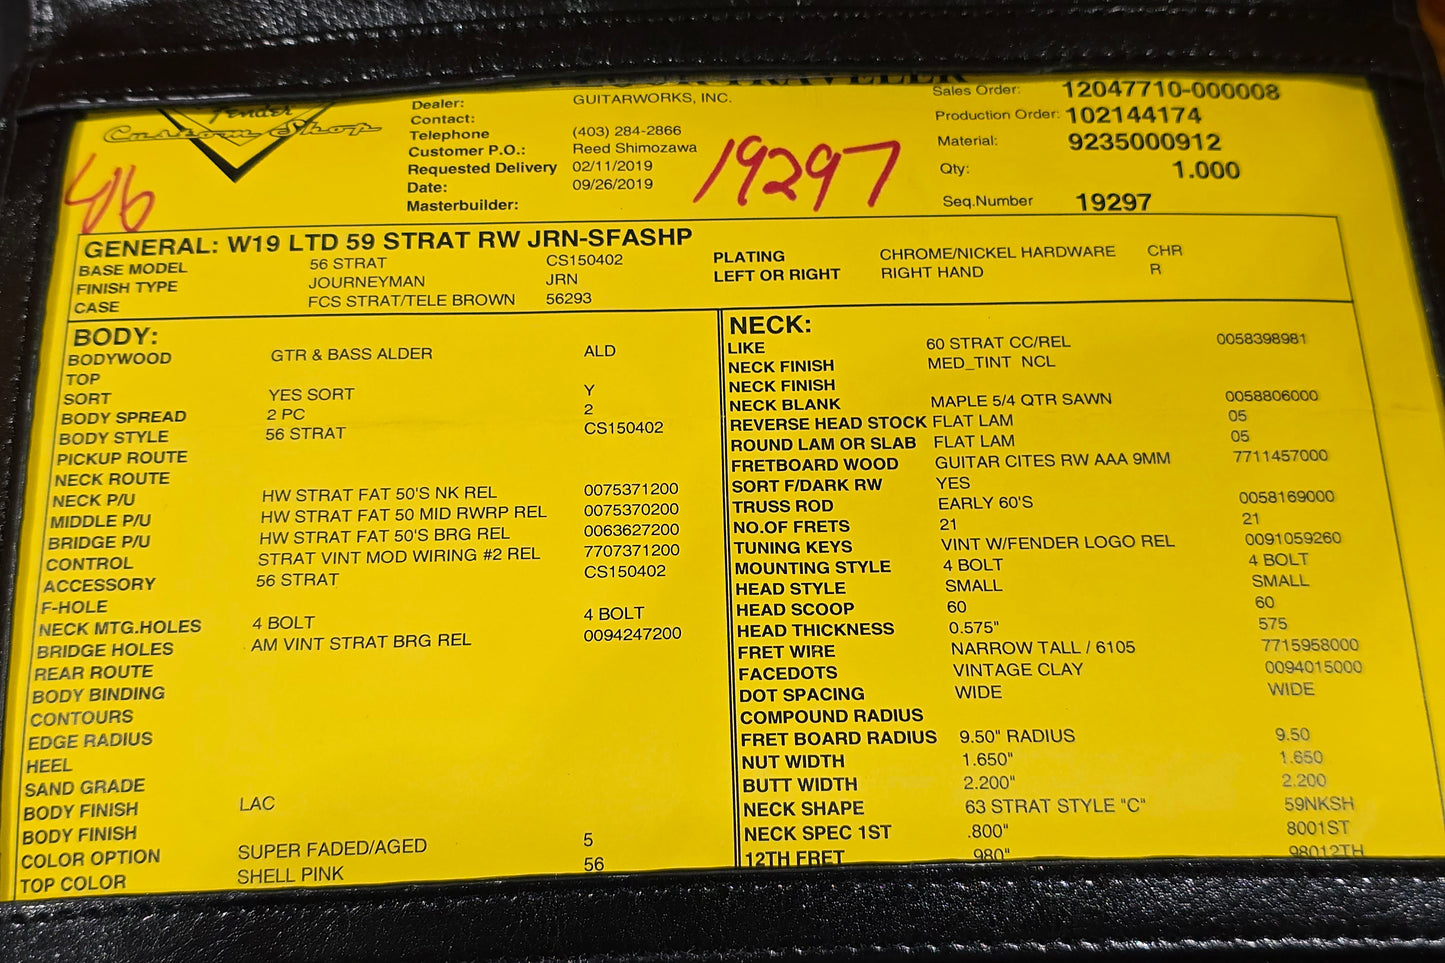 TRAVELER
Fender
Custom Shop
Dealer: GUITARWORKS, INC.
Contact:
Telephone (403) 284-2866
Customer P.O.: Reed Shimozawa
Requested Delivery 02/11/2019
Date: 09/26/2019
Masterbuilder:
Sales Order: 12047710-000008
Production Order: 102144174
Material: 9235000912
Qty: 1.000
Seq.Number 19297
19297
GENERAL: W19 LTD 59 STRAT RW JRN-SFASHP
BASE MODEL 56 STRAT CS150402
FINISH TYPE JOURNEYMAN JRN
CASE FCS STRAT/TELE BROWN 56293
PLATING CHROME/NICKEL HARDWARE CHR
LEFT OR RIGHT RIGHT HAND R
BODY:
BODYWOOD GTR & BASS ALDER ALD
TOP
SORT YES SORT Y
BODY SPREAD 2 PC 2
BODY STYLE 56 STRAT CS150402
PICKUP ROUTE
NECK ROUTE
NECK P/U HW STRAT FAT 50'S NK REL 0075371200
MIDDLE P/U HW STRAT FAT 50 MID RWRP REL 0075370200
BRIDGE P/U HW STRAT FAT 50'S BRG REL 0063627200
CONTROL STRAT VINT MOD WIRING #2 REL 7707371200
ACCESSORY 56 STRAT CS150402
F-HOLE
NECK MTG.HOLES 4 BOLT 4 BOLT
BRIDGE HOLES AM VINT STRAT BRG REL 0094247200
REAR ROUTE
BODY BINDING
CONTOURS
EDGE RADIUS
HEEL
SAND GRADE
BODY FINISH LAC
BODY FINISH
COLOR OPTION SUPER FADED/AGED 5
TOP COLOR SHELL PINK 56
NECK:
LIKE 60 STRAT CC/REL 0058398981
NECK FINISH MED_TINT NCL
NECK FINISH
NECK BLANK MAPLE 5/4 QTR SAWN 0058806000
REVERSE HEAD STOCK FLAT LAM 05
ROUND LAM OR SLAB FLAT LAM 05
FRETBOARD WOOD GUITAR CITES RW AAA 9MM 7711457000
SORT F/DARK RW YES
TRUSS ROD EARLY 60'S 0058169000
NO.OF FRETS 21 21
TUNING KEYS VINT W/FENDER LOGO REL 0091059260
MOUNTING STYLE 4 BOLT 4 BOLT
HEAD STYLE SMALL SMALL
HEAD SCOOP 60 60
HEAD THICKNESS 0.575" 575
FRET WIRE NARROW TALL / 6105 7715958000
FACEDOTS VINTAGE CLAY 0094015000
DOT SPACING WIDE WIDE
COMPOUND RADIUS
FRET BOARD RADIUS 9.50" RADIUS 9.50
NUT WIDTH 1.650" 1.650
BUTT WIDTH 2.200" 2.200
NECK SHAPE 63 STRAT STYLE "C" 59NKSH
NECK SPEC 1ST .800" 8001ST
12TH FRET .980" 98012TH